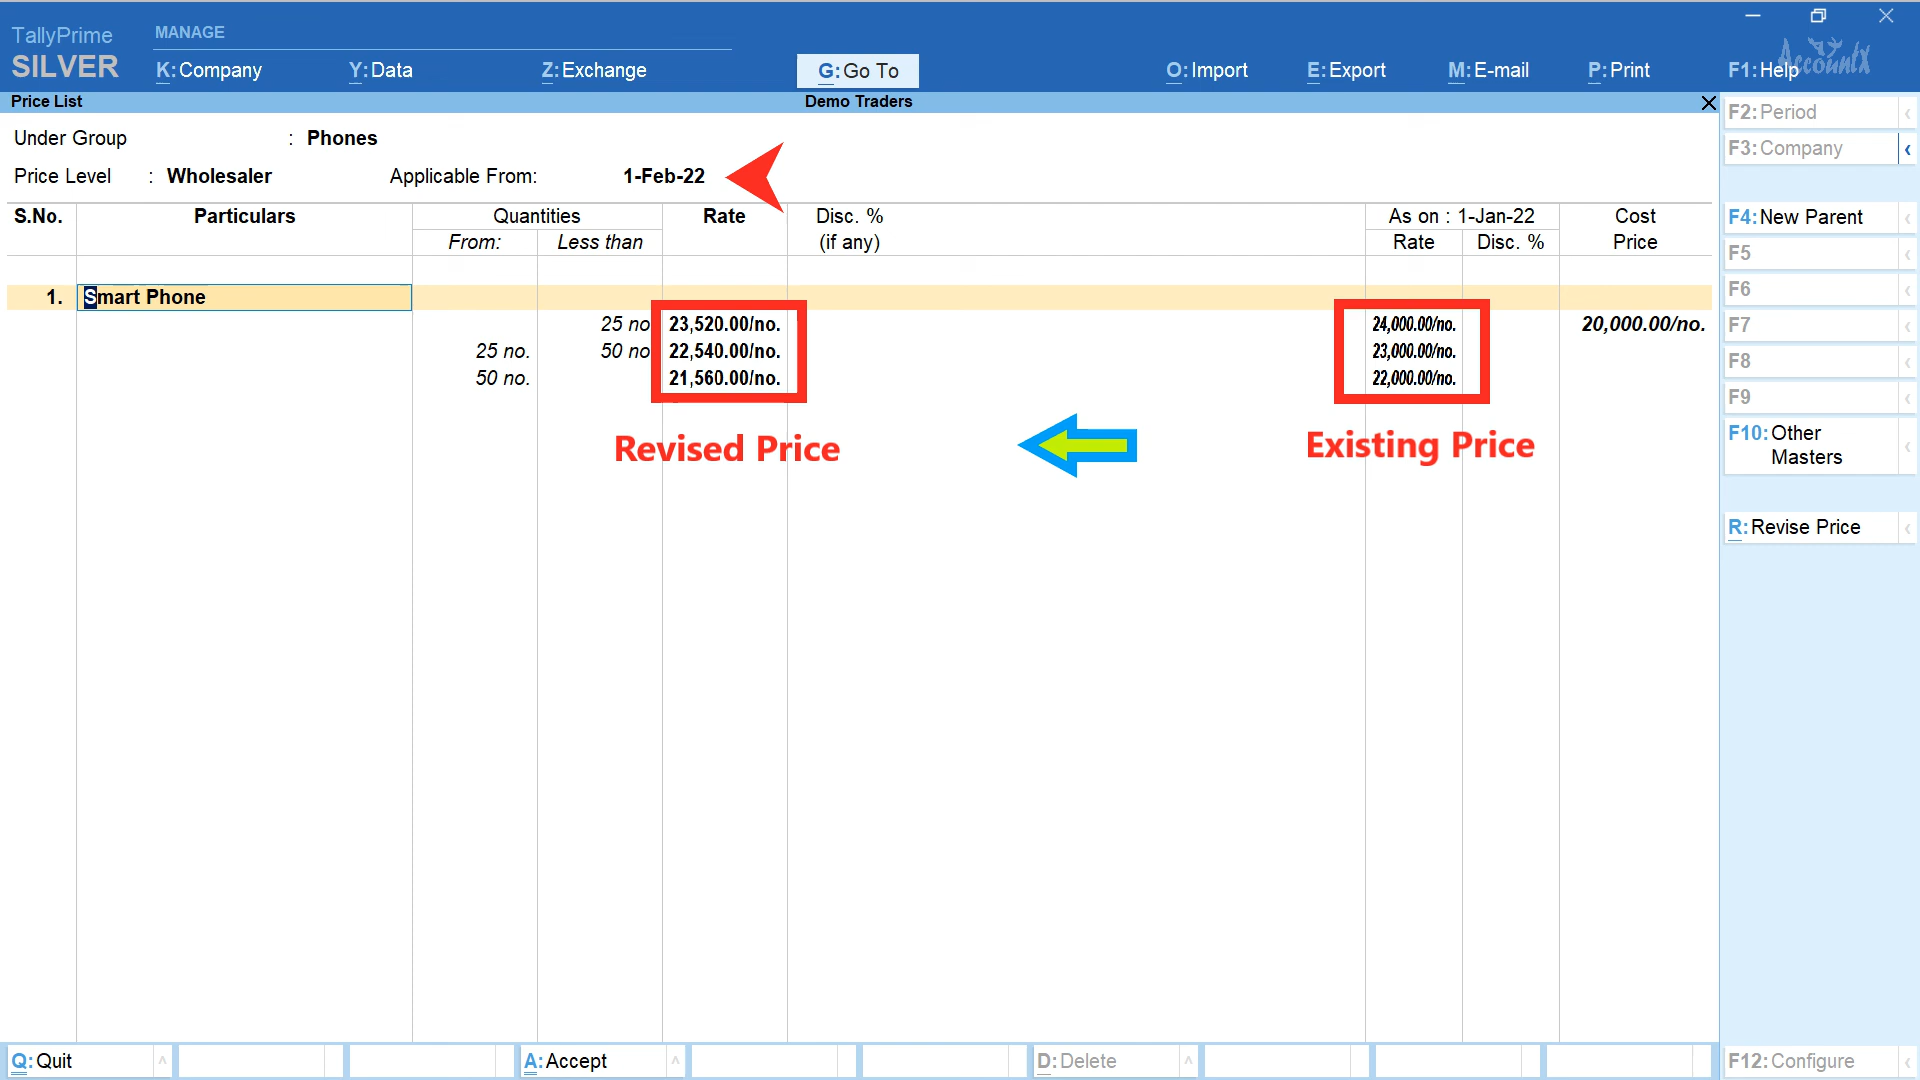 TallyPrime
SILVER
MANAGE
K:Company Y:Data Z:Exchange G:Go To O:Import E:Export M:E-mail P:Print F1:Help
AccountX
Price List Demo Traders
Under Group : Phones
Price Level : Wholesaler Applicable From: 1-Feb-22
S.No. Particulars Quantities Rate Disc. % As on : 1-Jan-22 Cost
From: Less than (if any) Rate Disc. % Price
1. Smart Phone
25 no 23,520.00/no. 24,000.00/no. 20,000.00/no.
25 no. 50 no 22,540.00/no. 23,000.00/no.
50 no. 21,560.00/no. 22,000.00/no.
Revised Price Existing Price
F2:Period
F3:Company
F4:New Parent
F5
F6
F7
F8
F9
F10:Other
Masters
R:Revise Price
Q:Quit A:Accept D:Delete F12:Configure